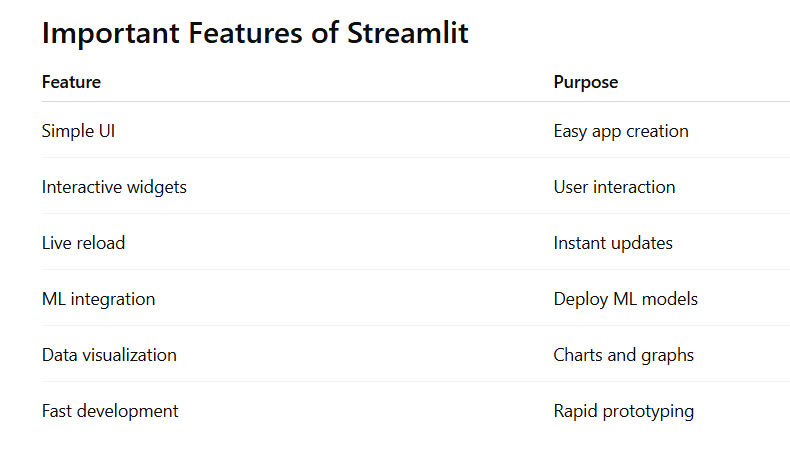 Important Features of Streamlit
Feature Purpose
Simple UI Easy app creation
Interactive widgets User interaction
Live reload Instant updates
ML integration Deploy ML models
Data visualization Charts and graphs
Fast development Rapid prototyping